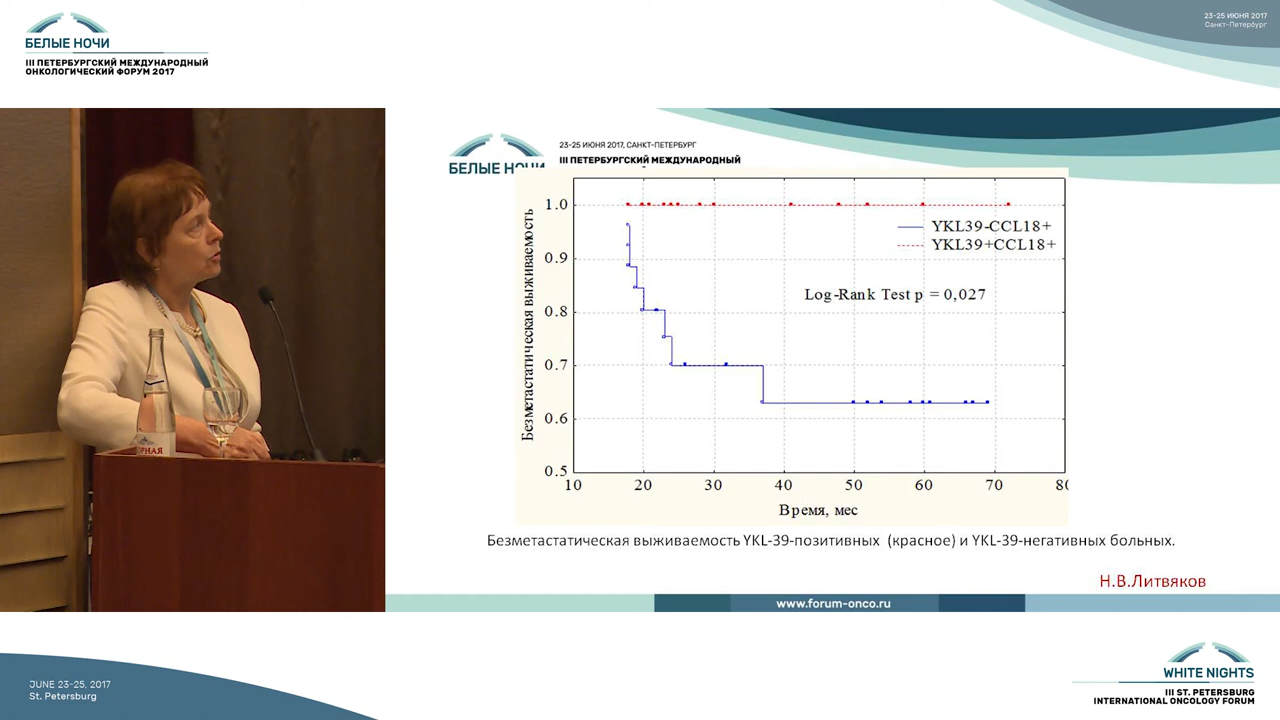 БЕЛЫЕ НОЧИ
III ПЕТЕРБУРГСКИЙ МЕЖДУНАРОДНЫЙ
ОНКОЛОГИЧЕСКИЙ ФОРУМ 2017
23-25 ИЮНЯ 2017
Санкт-Петербург
23-25 ИЮНЯ 2017, САНКТ-ПЕТЕРБУРГ
III ПЕТЕРБУРГСКИЙ МЕЖДУНАРОДНЫЙ
БЕЛЫЕ НОЧИ
Безметастатическая выживаемость
1.0
0.9
0.8
0.7
0.6
0.5
YKL39-CCL18+
YKL39+CCL18+
Log-Rank Test p = 0,027
10 20 30 40 50 60 70 80
Время, мес
Безметастатическая выживаемость YKL-39-позитивных (красное) и YKL-39-негативных больных.
Н.В.Литвяков
www.forum-onco.ru
JUNE 23-25, 2017
St. Petersburg
WHITE NIGHTS
III ST. PETERSBURG
INTERNATIONAL ONCOLOGY FORUM